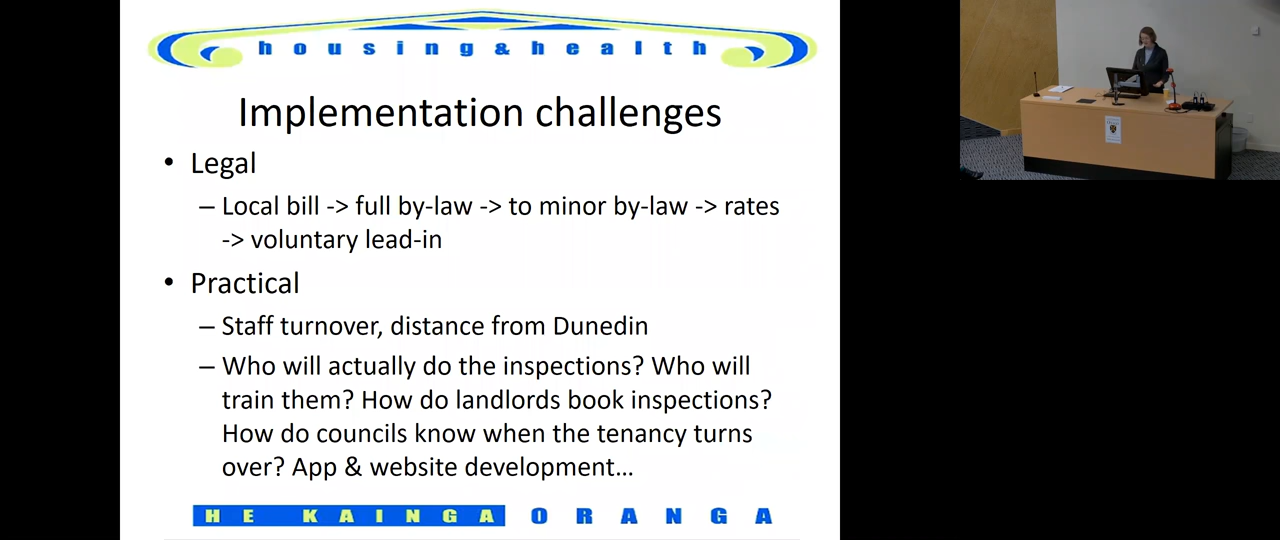 housing&health
Implementation challenges
• Legal
– Local bill -> full by-law -> to minor by-law -> rates
-> voluntary lead-in
• Practical
– Staff turnover, distance from Dunedin
– Who will actually do the inspections? Who will
train them? How do landlords book inspections?
How do councils know when the tenancy turns
over? App & website development…
HE KAINGA ORANGA